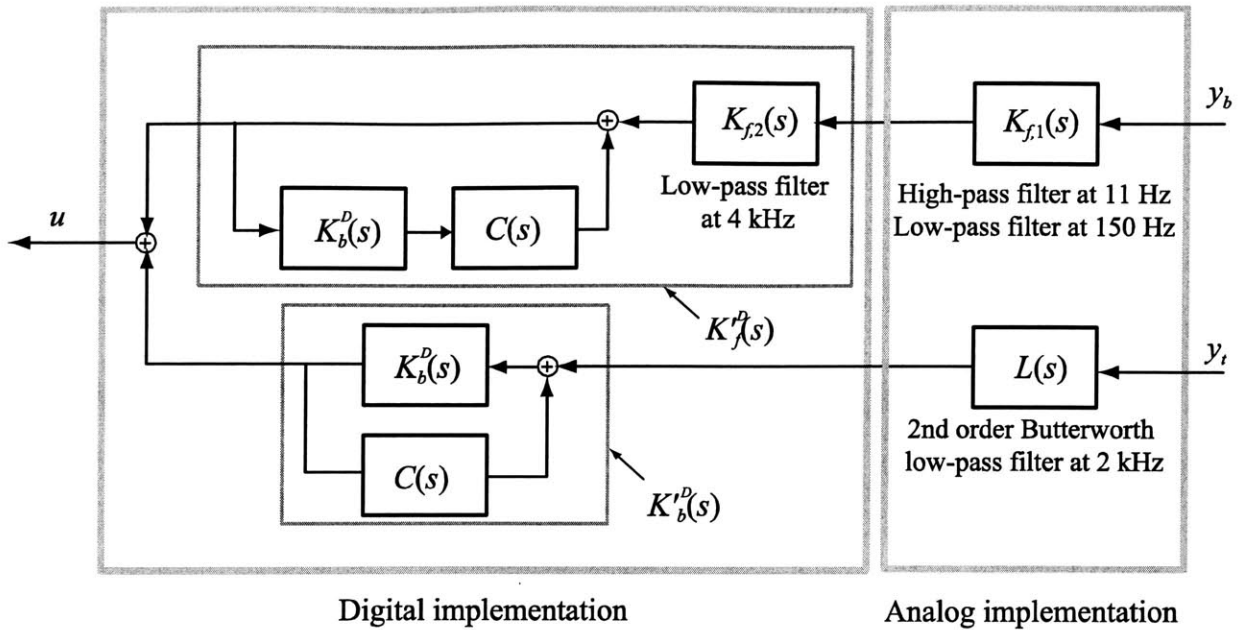 y_b
K_{f,2}(s)
K_{f,1}(s)
Low-pass filter
at 4 kHz
High-pass filter at 11 Hz
Low-pass filter at 150 Hz
u
K_b^D(s)
C(s)
K'_f^D(s)
K_b^D(s)
L(s)
y_t
2nd order Butterworth
low-pass filter at 2 kHz
C(s)
K'_b^D(s)
Digital implementation
Analog implementation